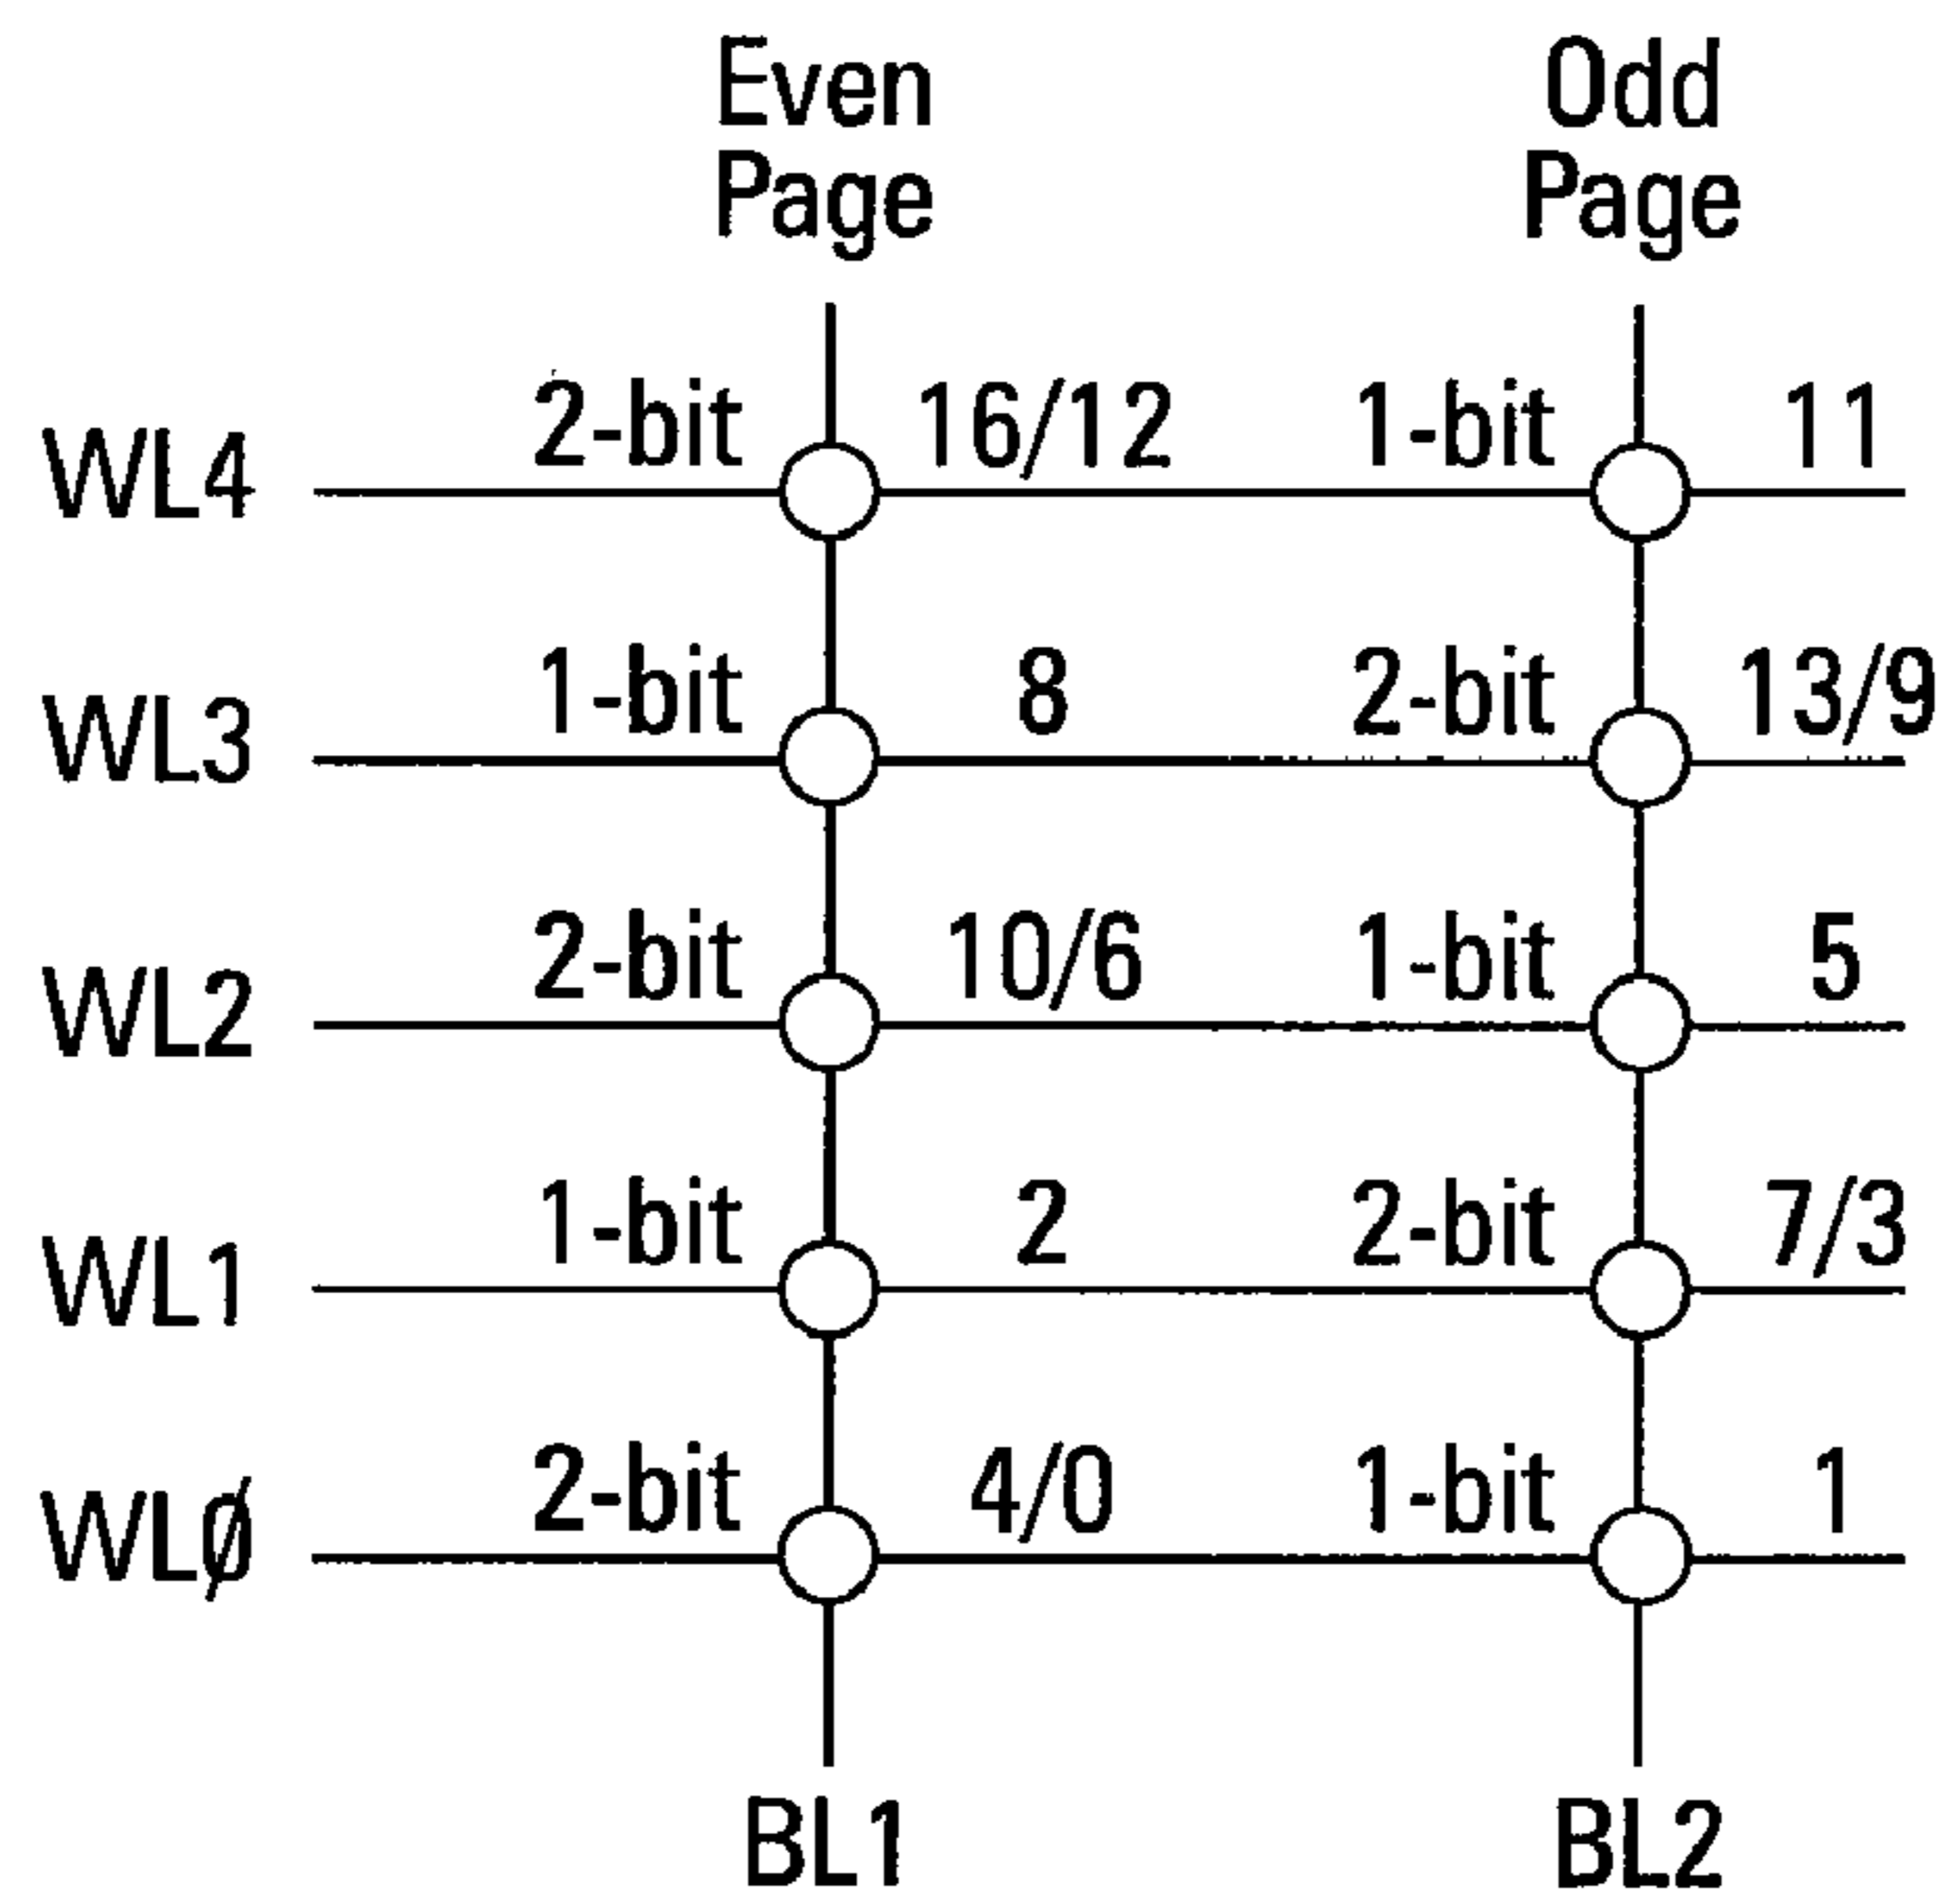 Even Odd
Page Page
WL4 2-bit 16/12 1-bit 11
WL3 1-bit 8 2-bit 13/9
WL2 2-bit 10/6 1-bit 5
WL1 1-bit 2 2-bit 7/3
WLØ 2-bit 4/0 1-bit 1
BL1 BL2